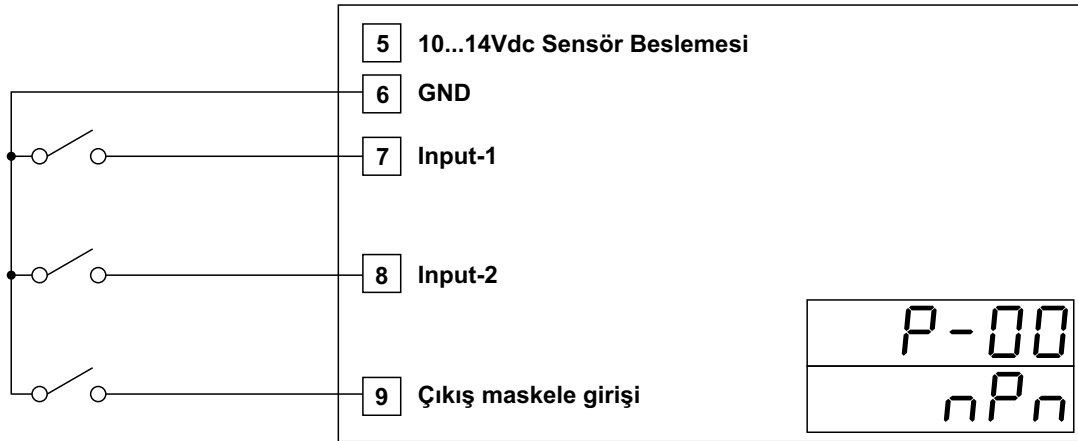 5 10...14Vdc Sensör Beslemesi
6 GND
7 Input-1
8 Input-2
9 Çıkış maskele girişi
P-00
nPn